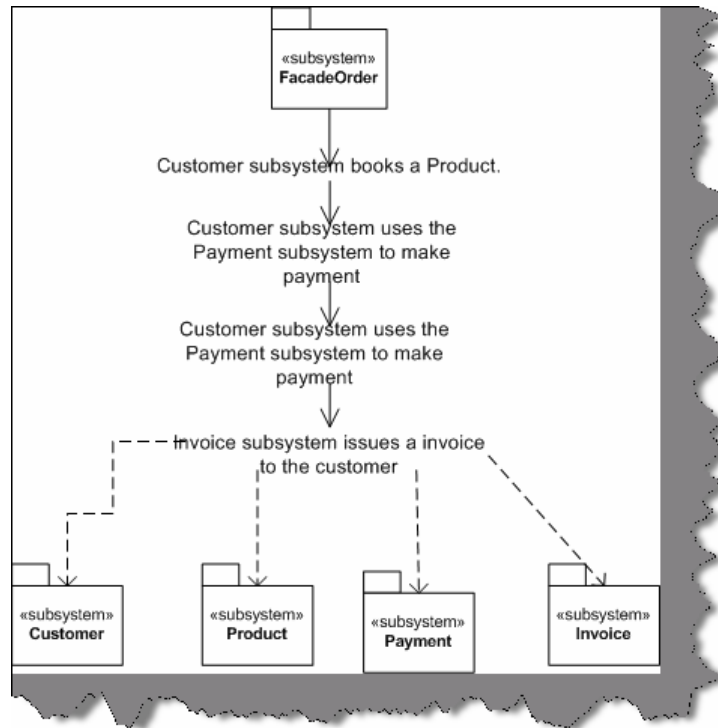 «subsystem»
FacadeOrder
Customer subsystem books a Product.
Customer subsystem uses the
Payment subsystem to make
payment
Customer subsystem uses the
Payment subsystem to make
payment
Invoice subsystem issues a invoice
to the customer
«subsystem»
Customer
«subsystem»
Product
«subsystem»
Payment
«subsystem»
Invoice